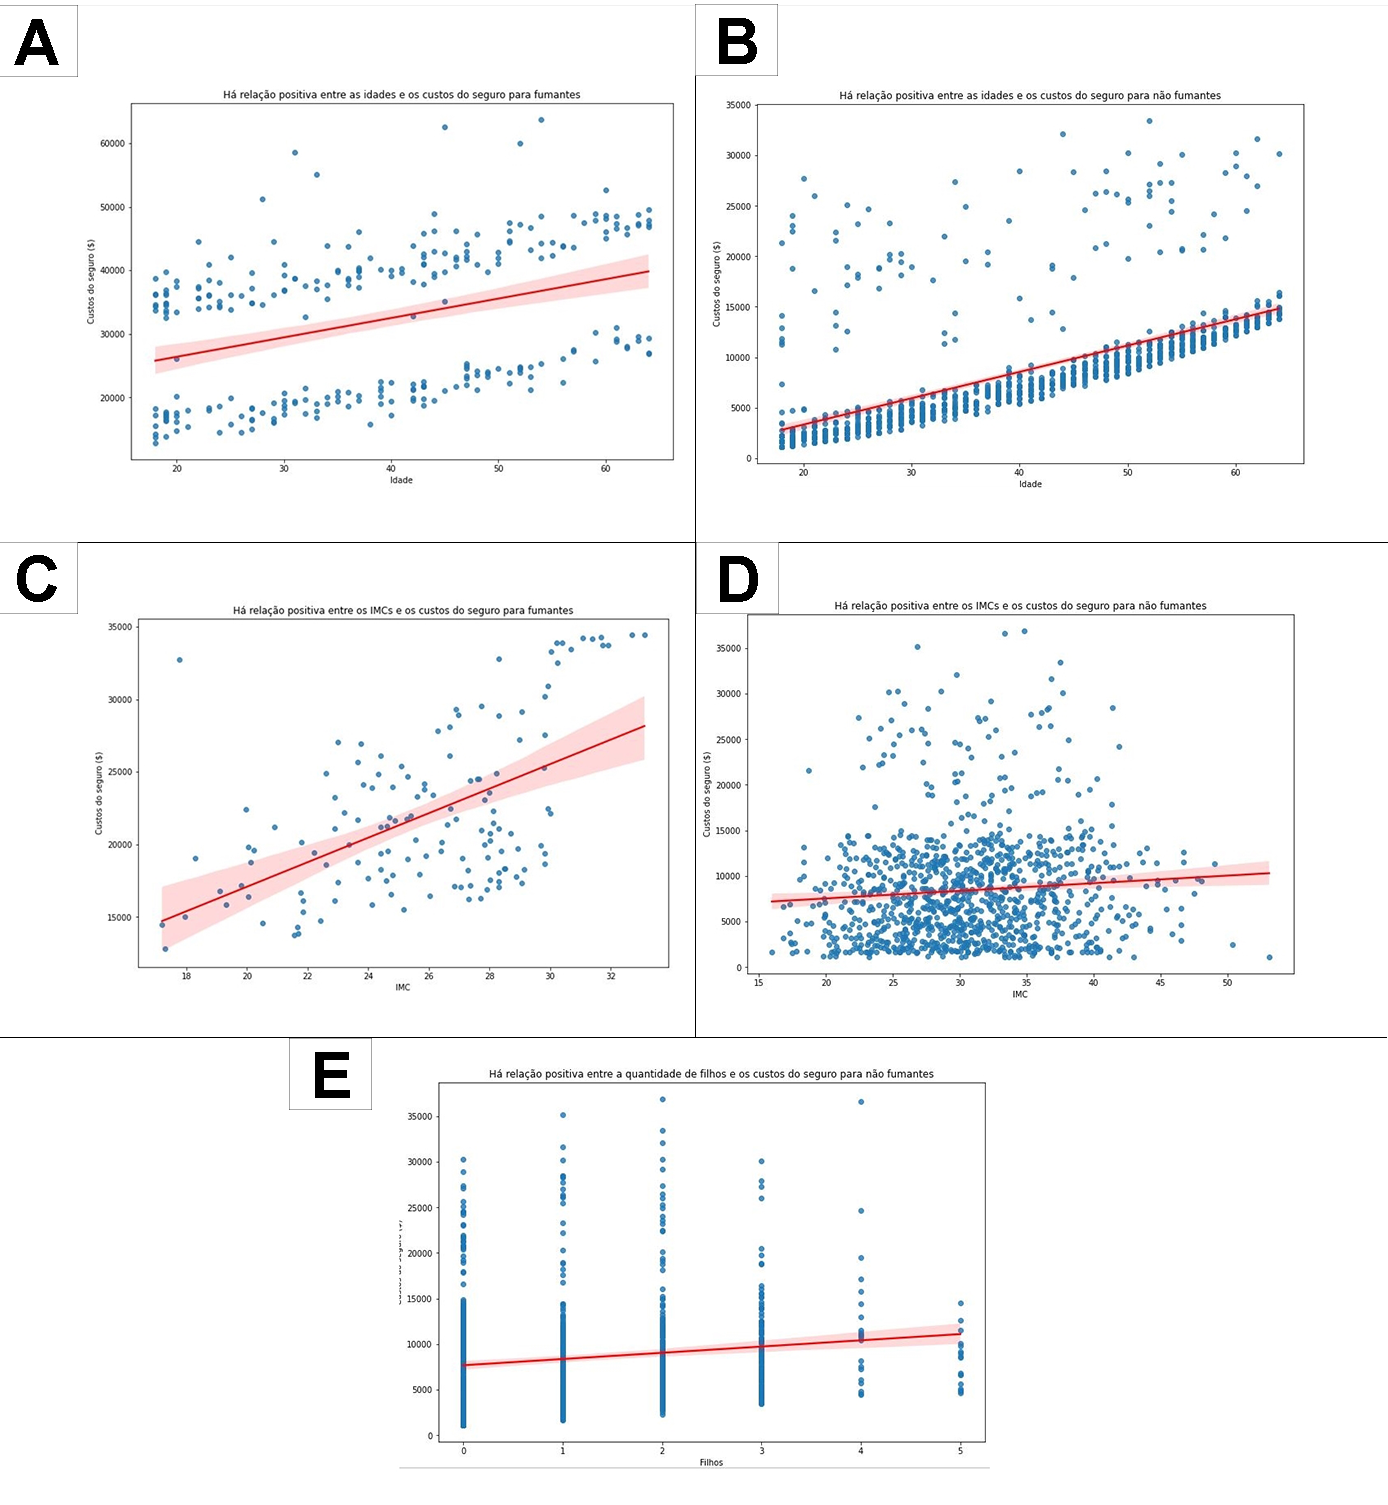 A
Há relação positiva entre as idades e os custos do seguro para fumantes
60000
50000
40000
30000
20000
Custos do seguro ($)
20 30 40 50 60
Idade
B
Há relação positiva entre as idades e os custos do seguro para não fumantes
35000
30000
25000
20000
15000
10000
5000
0
Custos do seguro ($)
20 30 40 50 60
Idade
C
Há relação positiva entre os IMCs e os custos do seguro para fumantes
35000
30000
25000
20000
15000
Custos do seguro ($)
18 20 22 24 26 28 30 32
IMC
D
Há relação positiva entre os IMCs e os custos do seguro para não fumantes
35000
30000
25000
20000
15000
10000
5000
0
Custos do seguro ($)
15 20 25 30 35 40 45 50
IMC
E
Há relação positiva entre a quantidade de filhos e os custos do seguro para não fumantes
35000
30000
25000
20000
15000
10000
5000
0
0 1 2 3 4 5
Filhos